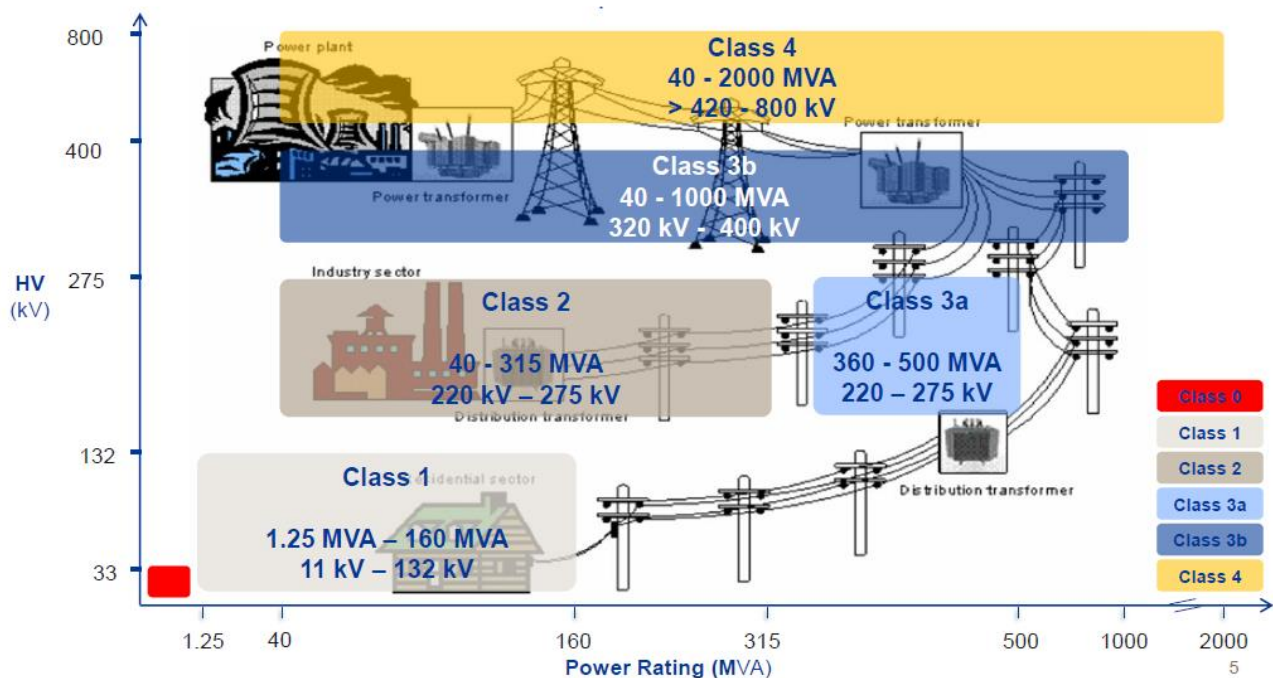 800
400
275
132
33
HV
(kV)
Power plant
Class 4
40 - 2000 MVA
> 420 - 800 kV
Power transformer
Class 3b
40 - 1000 MVA
320 kV - 400 kV
Power transformer
Industry sector
Class 2
40 - 315 MVA
220 kV – 275 kV
Distribution transformer
Class 3a
360 - 500 MVA
220 – 275 kV
Class 1
residential sector
1.25 MVA – 160 MVA
11 kV – 132 kV
Distribution transformer
Class 0
Class 1
Class 2
Class 3a
Class 3b
Class 4
1.25
40
160
315
500
1000
2000
Power Rating (MVA)
5